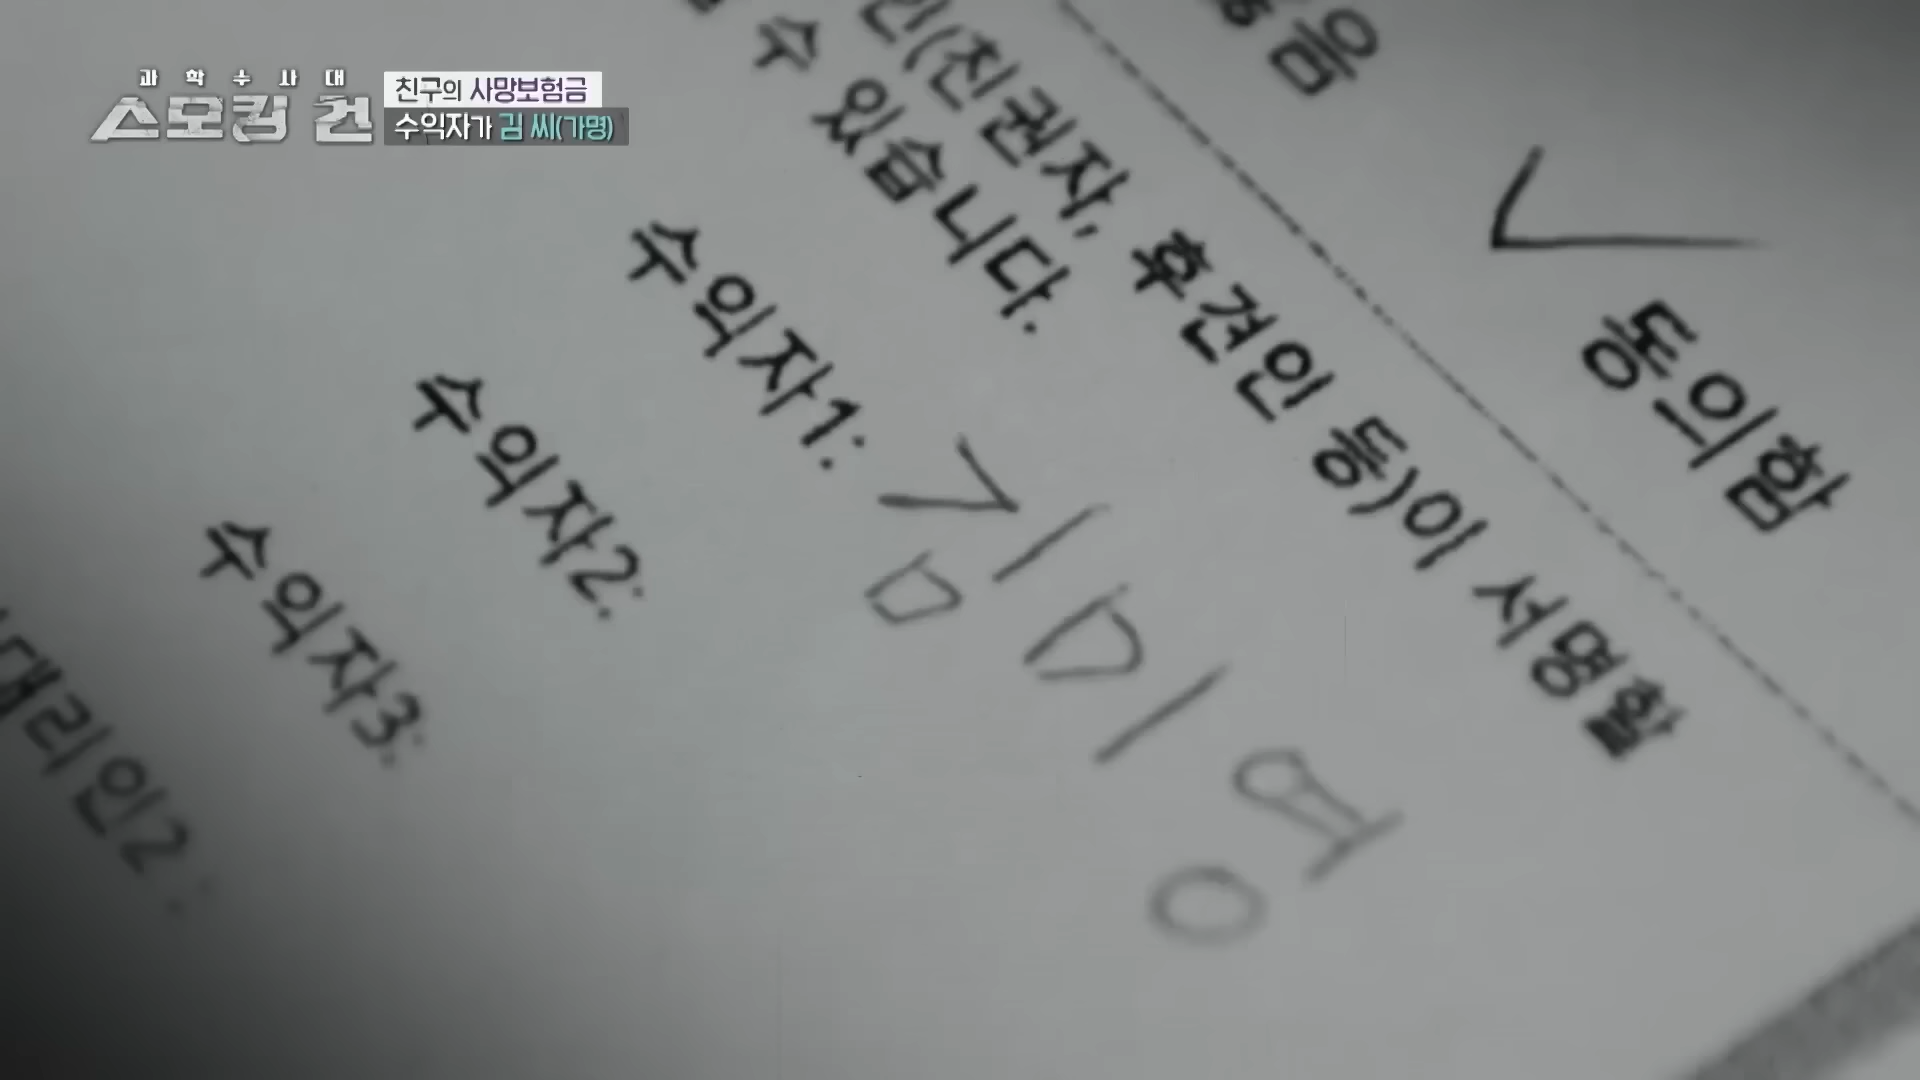 과학수사대
스모킹 건
친구의 사망보험금
수익자가 김 씨(가명)
음
동의함
(친권자, 후견인 등)이 서명할
수 있습니다.
수익자1: 김미영
수익자2:
수익자3:
대리인2: